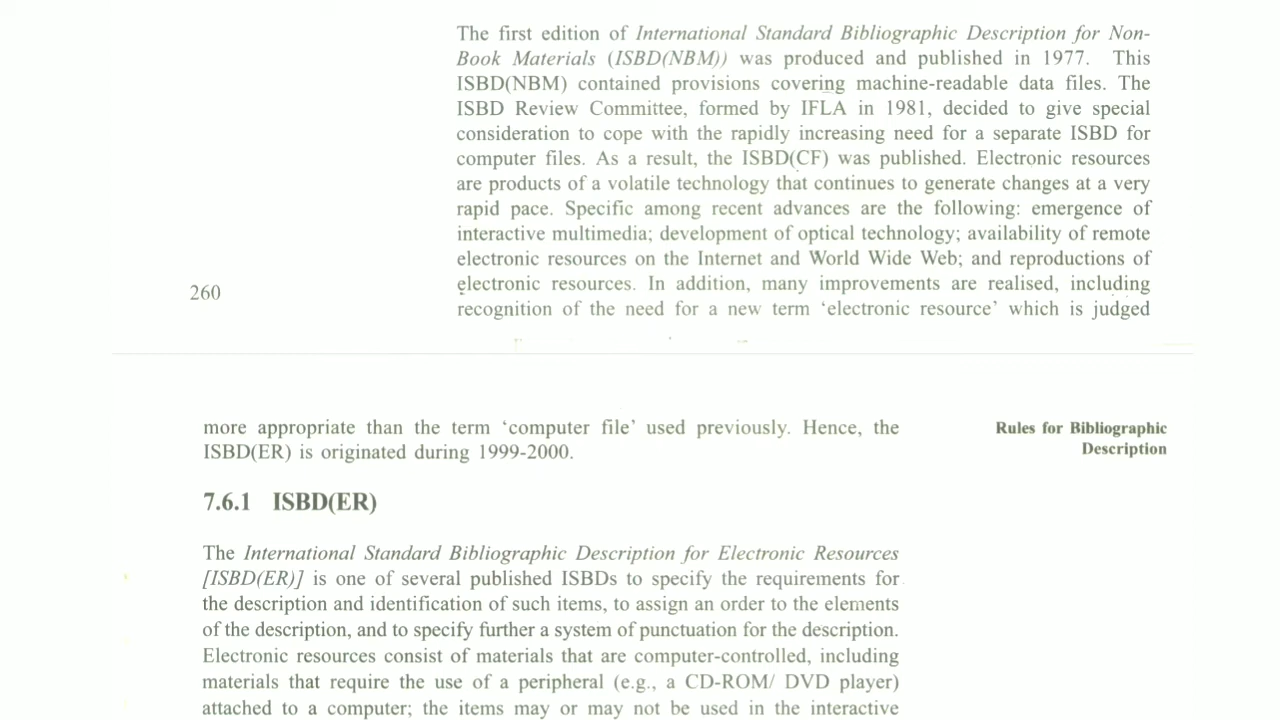 The first edition of International Standard Bibliographic Description for Non-
Book Materials (ISBD(NBM)) was produced and published in 1977. This
ISBD(NBM) contained provisions covering machine-readable data files. The
ISBD Review Committee, formed by IFLA in 1981, decided to give special
consideration to cope with the rapidly increasing need for a separate ISBD for
computer files. As a result, the ISBD(CF) was published. Electronic resources
are products of a volatile technology that continues to generate changes at a very
rapid pace. Specific among recent advances are the following: emergence of
interactive multimedia; development of optical technology; availability of remote
electronic resources on the Internet and World Wide Web; and reproductions of
electronic resources. In addition, many improvements are realised, including
recognition of the need for a new term ‘electronic resource’ which is judged
260
more appropriate than the term ‘computer file’ used previously. Hence, the
ISBD(ER) is originated during 1999-2000.
Rules for Bibliographic
Description
7.6.1 ISBD(ER)
The International Standard Bibliographic Description for Electronic Resources
[ISBD(ER)] is one of several published ISBDs to specify the requirements for
the description and identification of such items, to assign an order to the elements
of the description, and to specify further a system of punctuation for the description.
Electronic resources consist of materials that are computer-controlled, including
materials that require the use of a peripheral (e.g., a CD-ROM/ DVD player)
attached to a computer; the items may or may not be used in the interactive